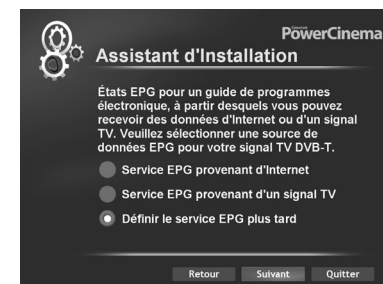 CyberLink
PowerCinema
Assistant d'Installation
États EPG pour un guide de programmes
électronique, à partir desquels vous pouvez
recevoir des données d'Internet ou d'un signal
TV. Veuillez sélectionner une source de
données EPG pour votre signal TV DVB-T.
Service EPG provenant d'Internet
Service EPG provenant d'un signal TV
Définir le service EPG plus tard
Retour Suivant Quitter